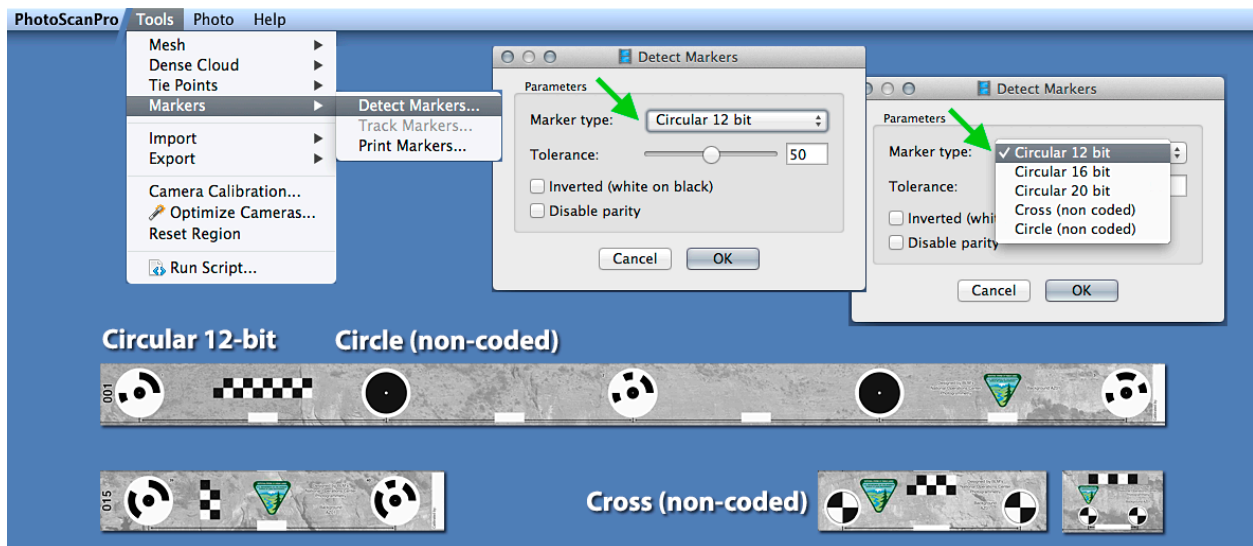 PhotoScanPro Tools Photo Help
Mesh
Dense Cloud
Tie Points
Markers
Import
Export
Camera Calibration...
Optimize Cameras...
Reset Region
Run Script...
Detect Markers...
Track Markers...
Print Markers...
Detect Markers
Parameters
Marker type: Circular 12 bit
Tolerance: 50
Inverted (white on black)
Disable parity
Cancel OK
Detect Markers
Parameters
Marker type: ✓ Circular 12 bit
Circular 16 bit
Circular 20 bit
Cross (non coded)
Circle (non coded)
Tolerance:
Inverted (whi
Disable parity
Cancel OK
Circular 12-bit Circle (non-coded)
001
015
Cross (non-coded)